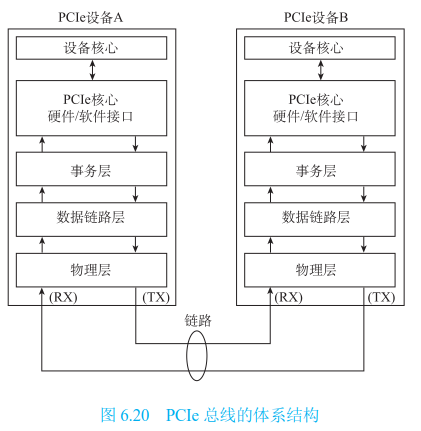 PCIe设备A
PCIe设备B
设备核心
设备核心
PCIe核心
硬件/软件接口
PCIe核心
硬件/软件接口
事务层
事务层
数据链路层
数据链路层
物理层
物理层
(RX)
(TX)
(RX)
(TX)
链路
图 6.20 PCIe 总线的体系结构